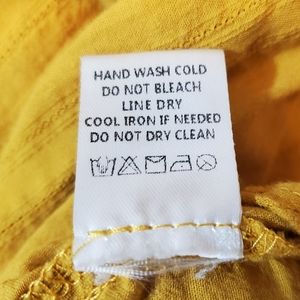 HAND WASH COLD
DO NOT BLEACH
LINE DRY
COOL IRON IF NEEDED
DO NOT DRY CLEAN